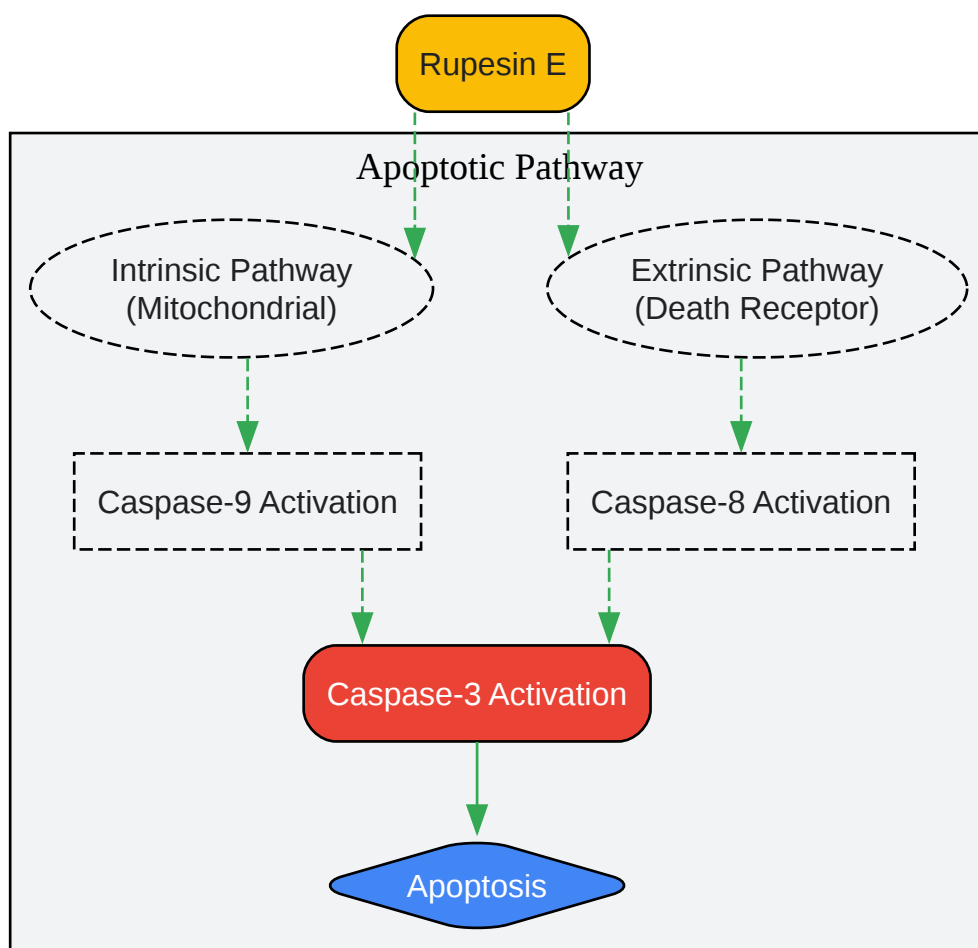 Rupesin E
Apoptotic Pathway
Intrinsic Pathway
(Mitochondrial)
Extrinsic Pathway
(Death Receptor)
Caspase-9 Activation
Caspase-8 Activation
Caspase-3 Activation
Apoptosis